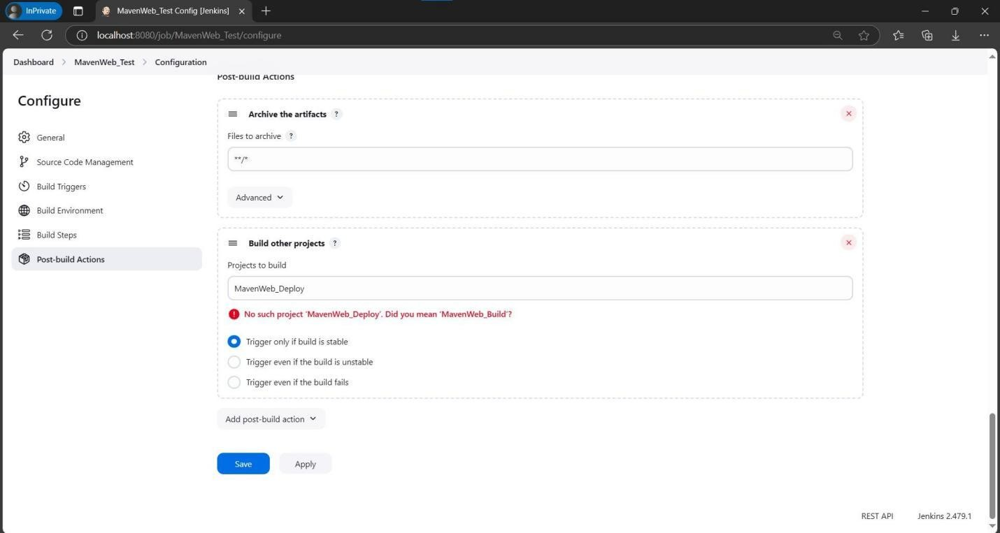 InPrivate
MavenWeb_Test Config [Jenkins]
localhost:8080/job/MavenWeb_Test/configure
Dashboard > MavenWeb_Test > Configuration
Post-build Actions
Configure
General
Source Code Management
Build Triggers
Build Environment
Build Steps
Post-build Actions
Archive the artifacts ?
Files to archive ?
**/*
Advanced
Build other projects ?
Projects to build
MavenWeb_Deploy
No such project ‘MavenWeb_Deploy’. Did you mean ‘MavenWeb_Build’?
Trigger only if build is stable
Trigger even if the build is unstable
Trigger even if the build fails
Add post-build action
Save Apply
REST API Jenkins 2.479.1